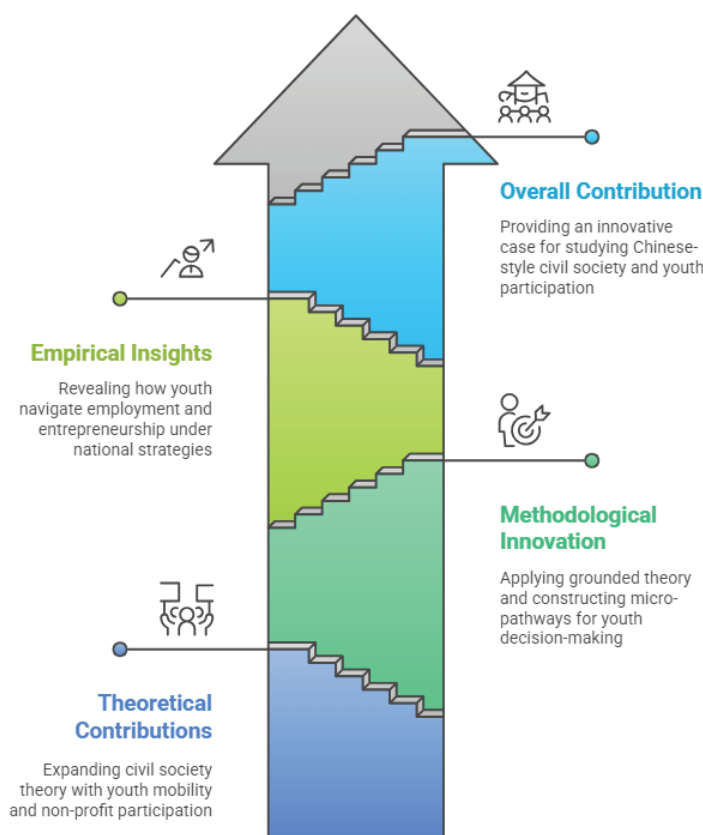 Overall Contribution
Providing an innovative
case for studying Chinese-
style civil society and youth
participation
Empirical Insights
Revealing how youth
navigate employment and
entrepreneurship under
national strategies
Methodological
Innovation
Applying grounded theory
and constructing micro-
pathways for youth
decision-making
Theoretical
Contributions
Expanding civil society
theory with youth mobility
and non-profit participation